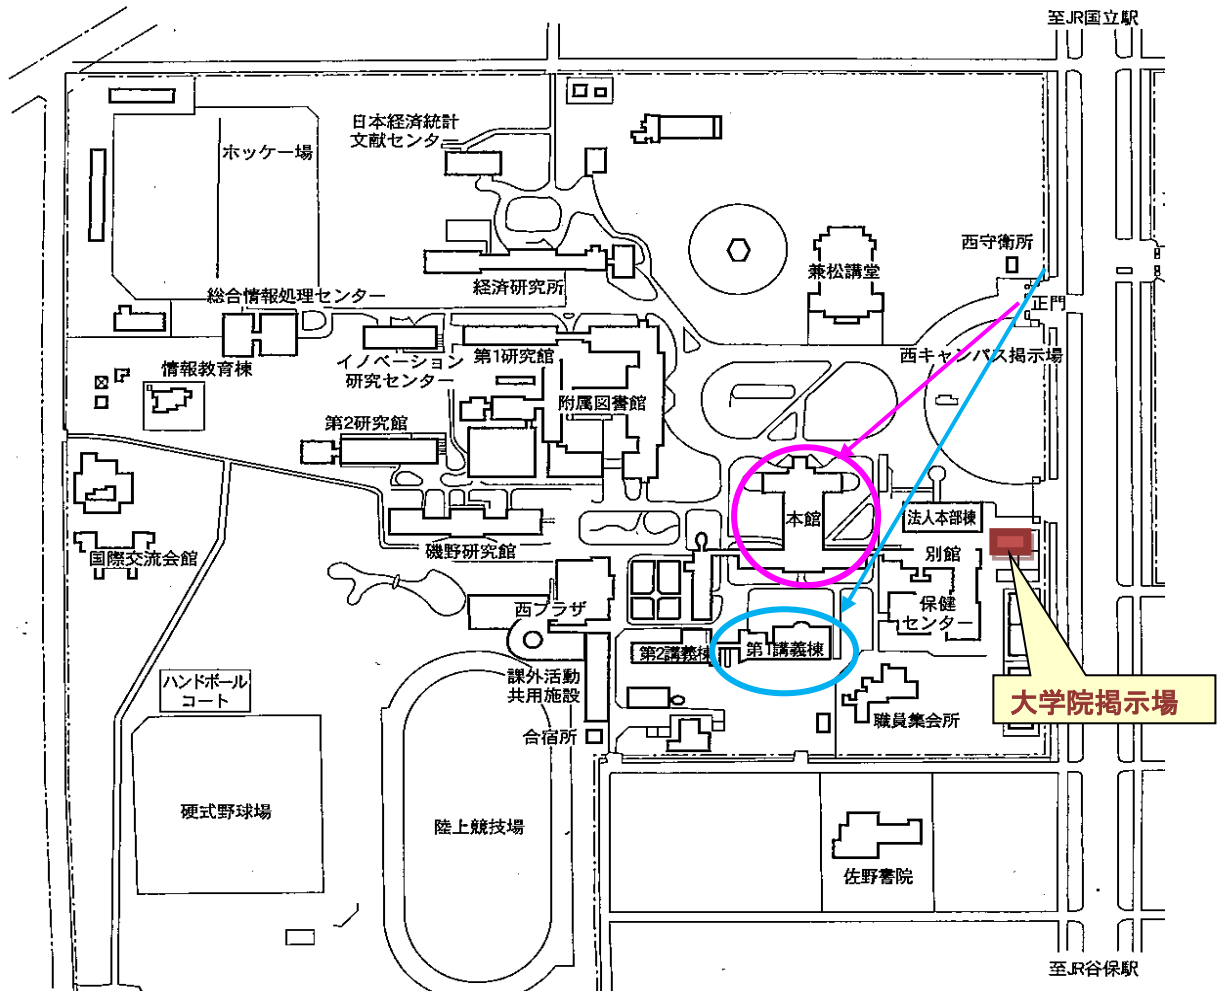 至JR国立駅
日本経済統計
文献センター
ホッケー場
西守衛所
兼松講堂
経済研究所
総合情報処理センター
正門
第1研究館
イノベーション
研究センター
西キャンパス掲示場
情報教育棟
附属図書館
第2研究館
本館
法人本部棟
磯野研究館
別館
国際交流会館
保健
センター
西プラザ
第2講義棟
第1講義棟
課外活動
共用施設
ハンドボール
コート
大学院掲示場
職員集会所
合宿所
硬式野球場
陸上競技場
佐野書院
至JR谷保駅